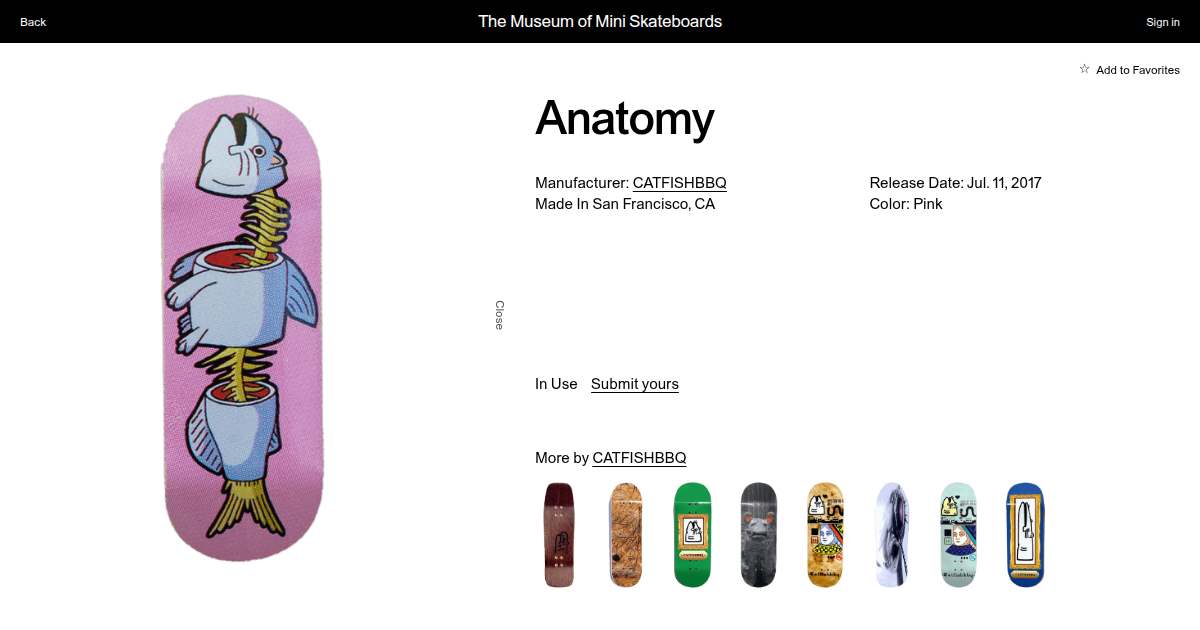 Back
The Museum of Mini Skateboards
Sign in
☆ Add to Favorites
Anatomy
Manufacturer: CATFISHBBQ
Made In San Francisco, CA
Release Date: Jul. 11, 2017
Color: Pink
Close
In Use
Submit yours
More by CATFISHBBQ